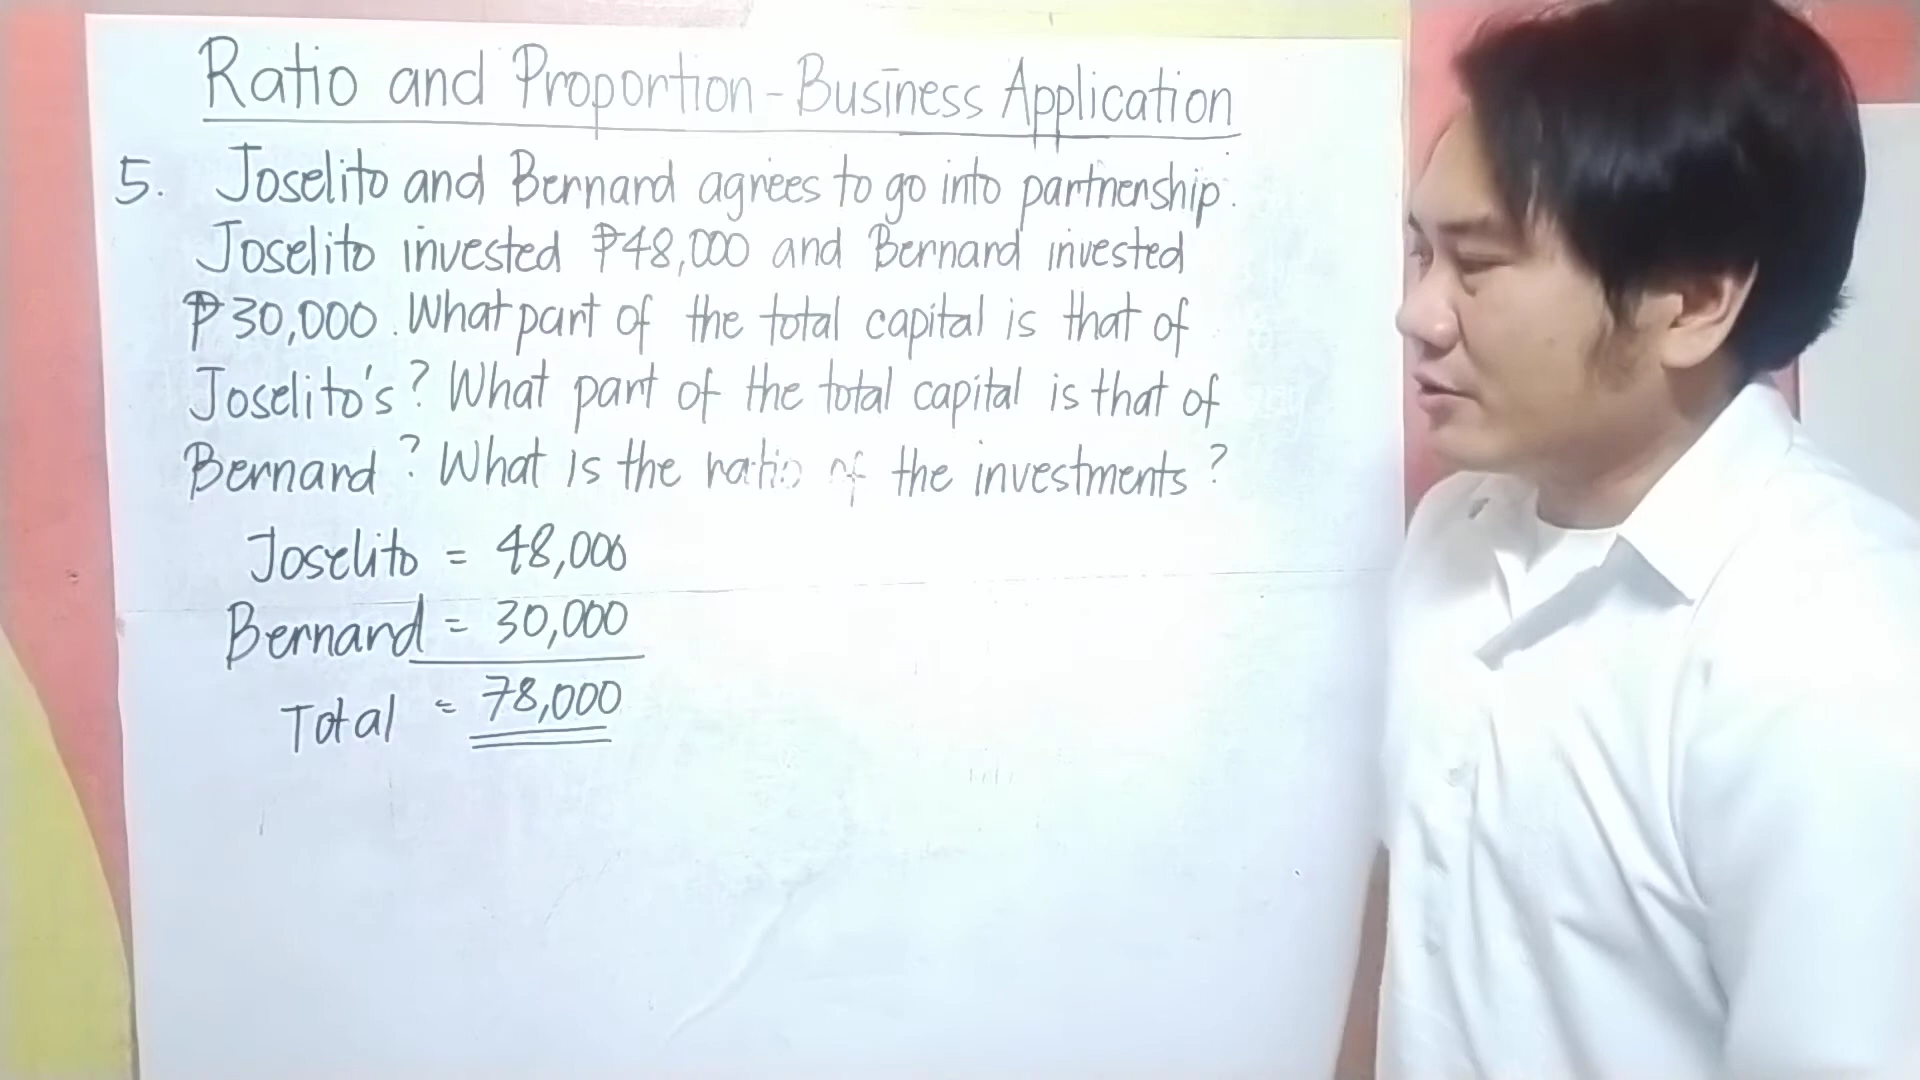 Ratio and Proportion - Business Application
5. Joselito and Bernard agrees to go into partnership.
Joselito invested ₱48,000 and Bernard invested
₱30,000. What part of the total capital is that of
Joselito's? What part of the total capital is that of
Bernard? What is the ratio of the investments?
Joselito = 48,000
Bernard = 30,000
Total = 78,000